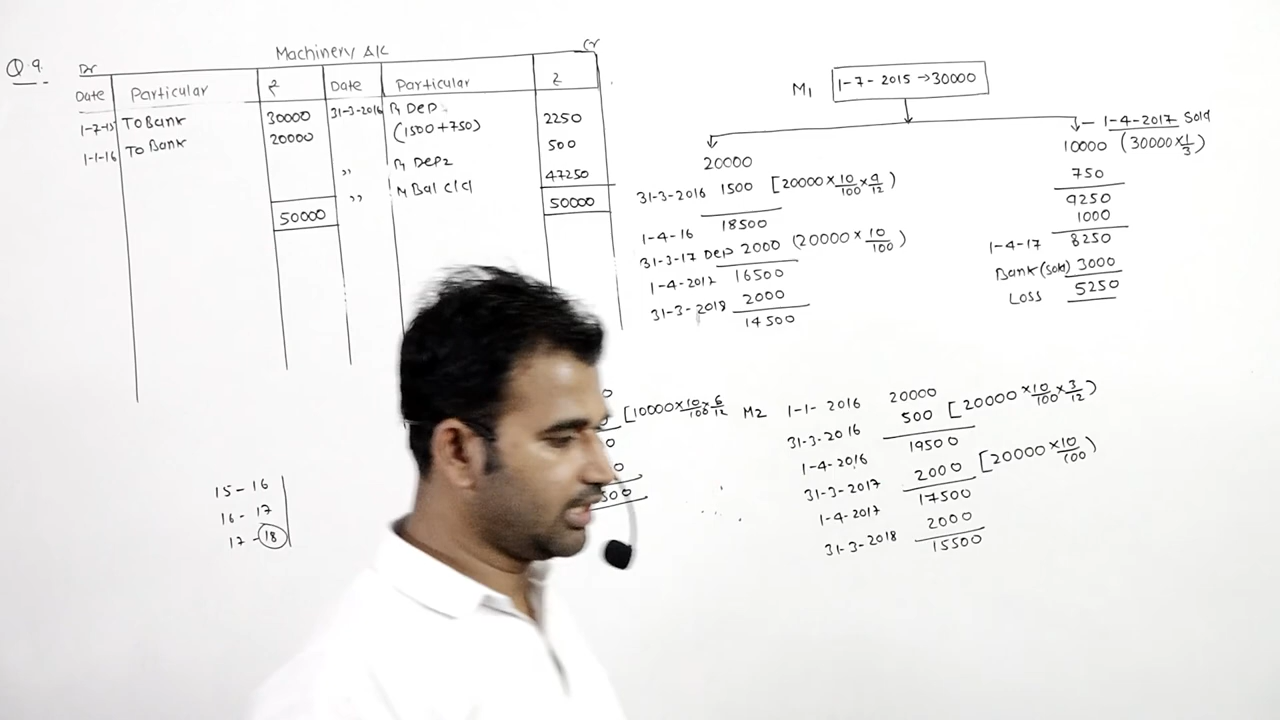 Q.9.
Machinery A/C
Dr
Cr
Date Particular ₹ Date Particular ₹
1-7-15 To Bank 30000 31-3-2016 By Dep. 2250
(1500+750)
1-1-16 To Bank 20000
" By Dep2 500
" By Bal c/d 47250
50000 50000
M1 1-7-2015→30000
1-4-2017 Sold
20000
10000 (30000×1/3)
31-3-2016 1500 [20000×10/100×9/12]
750
18500
9250
1-4-16
1000
31-3-17 Dep 2000 (20000×10/100)
1-4-17 8250
1-4-2017 16500
Bank(sold) 3000
31-3-2018 2000
Loss 5250
14500
[10000×10/100×6/12
M2 1-1-2016 20000
31-3-2016 500 [20000×10/100×3/12]
1-4-2016 19500
31-3-2017 2000 [20000×10/100]
1-4-2017 17500
31-3-2018 2000
15500
15-16
16-17
17-18